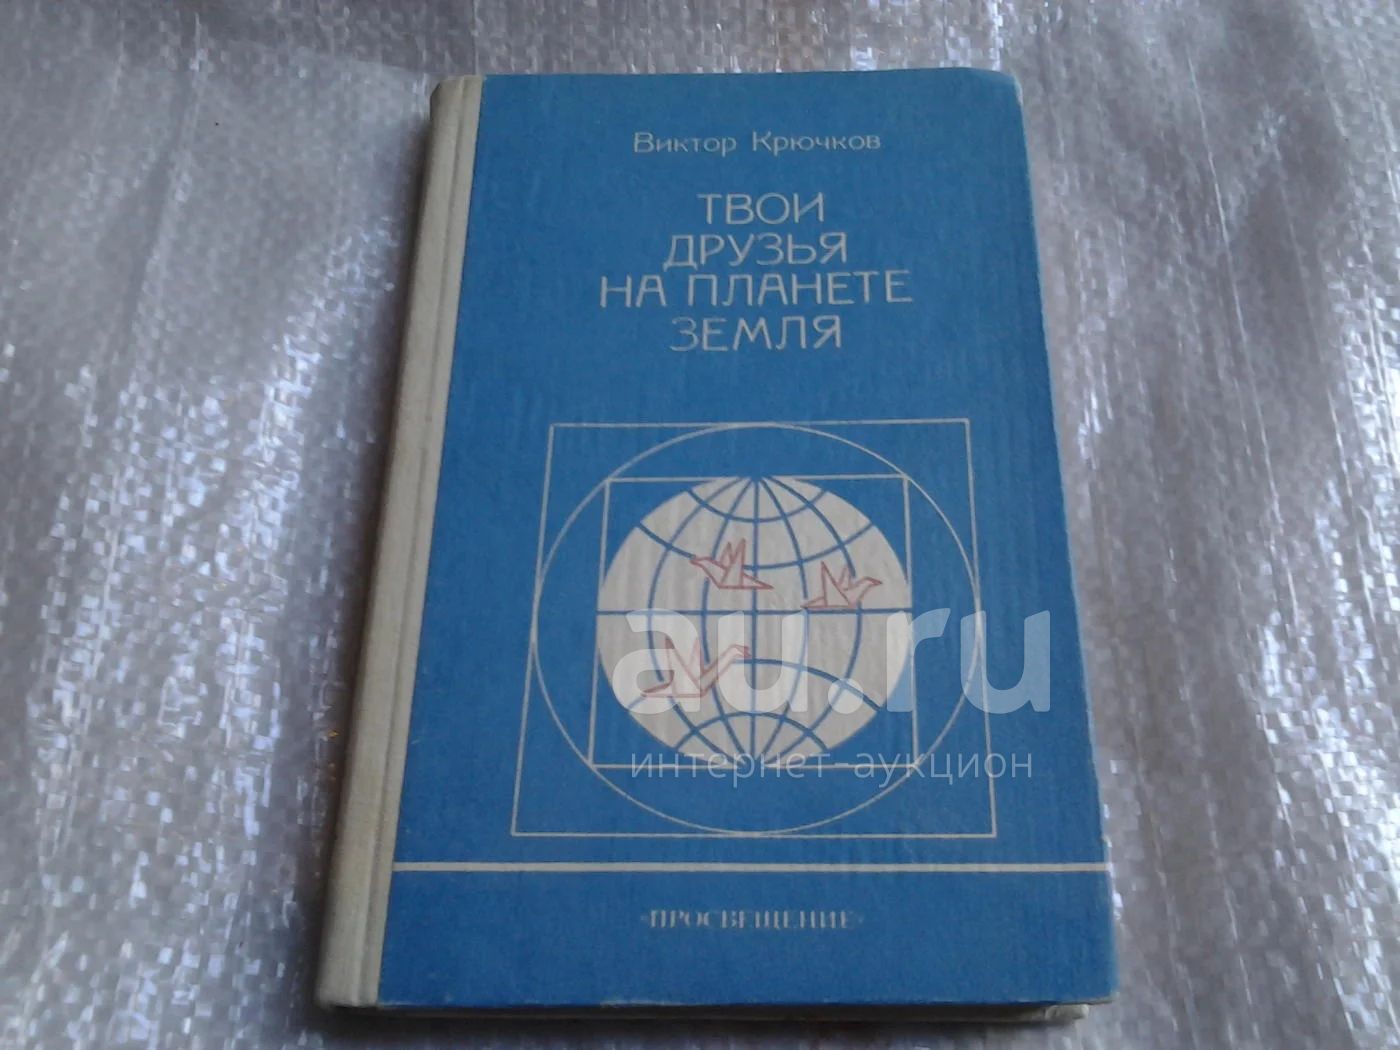 Виктор Крючков
ТВОИ
ДРУЗЬЯ
НА ПЛАНЕТЕ
ЗЕМЛЯ
au.ru
интернет-аукцион
«ПРОСВЕЩЕНИЕ»